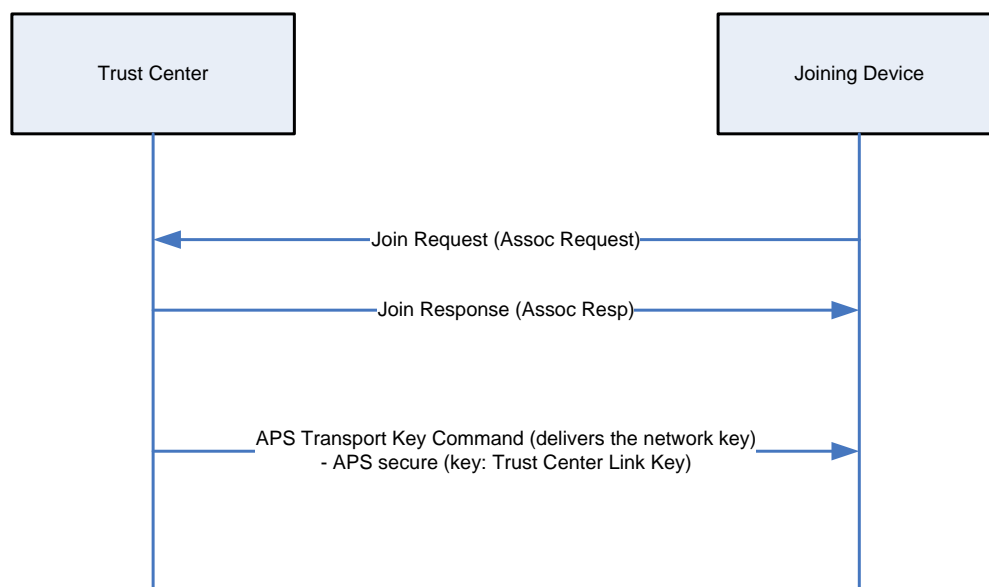 Trust Center
Joining Device
Join Request (Assoc Request)
Join Response (Assoc Resp)
APS Transport Key Command (delivers the network key)
- APS secure (key: Trust Center Link Key)